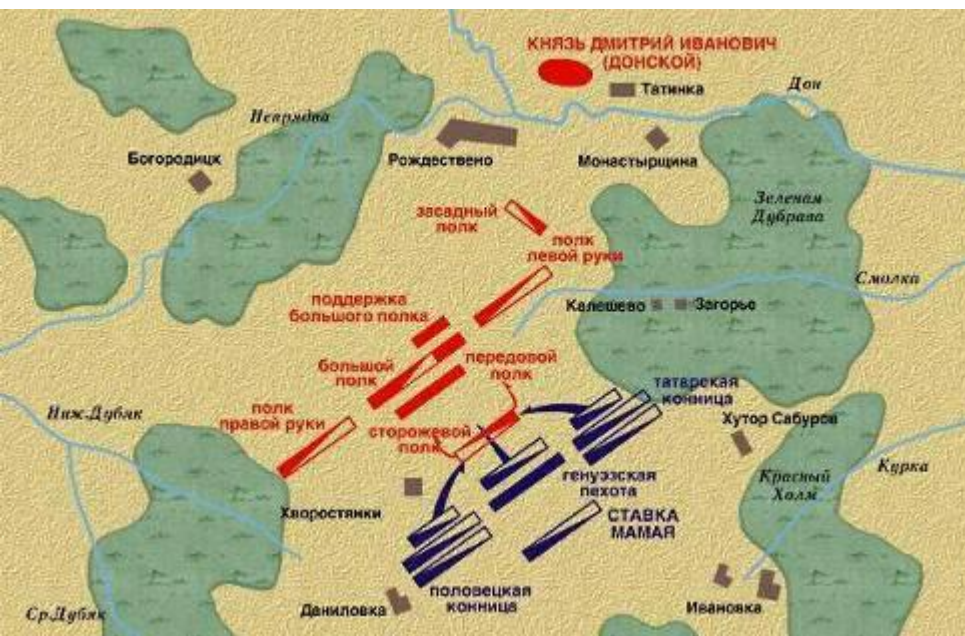 КНЯЗЬ ДМИТРИЙ ИВАНОВИЧ
(ДОНСКОЙ)
Татинка
Дон
Непрядва
Богородицк
Рождествено
Монастырщина
Зеленам
Дубрава
засадный
полк
полк
левой руки
Смолка
Калешево
Загорье
поддержка
большого полка
большой
полк
передовой
полк
татарская
конница
Ниж.Дубяк
полк
правой руки
сторожевой
полк
Хутор Сабуров
Курка
Красный
Холм
генуэзская
пехота
Хворостянки
СТАВКА
МАМАЯ
половецкая
конница
Даниловка
Ивановка
Ср.Дубяк